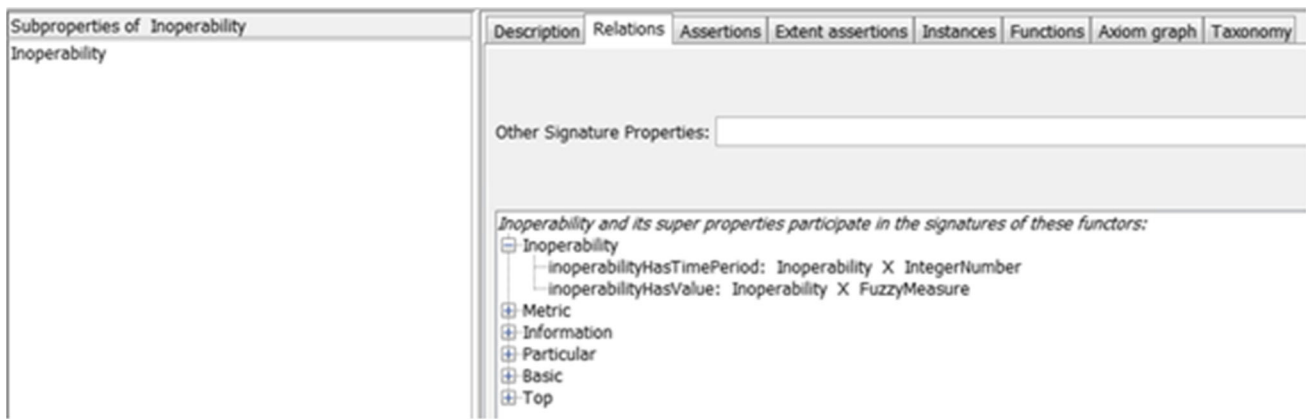 Subproperties of Inoperability
Inoperability
Description Relations Assertions Extent assertions Instances Functions Axiom graph Taxonomy
Other Signature Properties:
Inoperability and its super properties participate in the signatures of these functors:
Inoperability
inoperabilityHasTimePeriod: Inoperability X IntegerNumber
inoperabilityHasValue: Inoperability X FuzzyMeasure
Metric
Information
Particular
Basic
Top